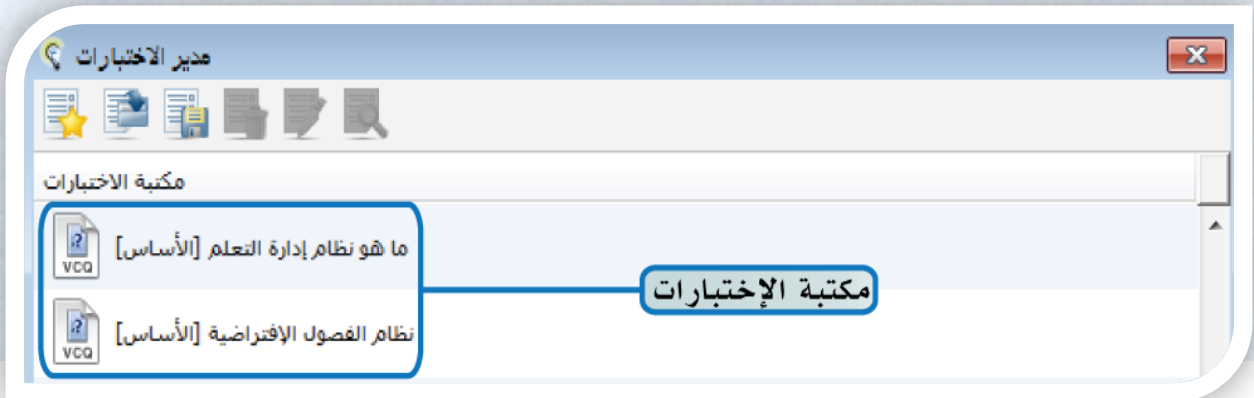 مدير الاختبارات
مكتبة الاختبارات
ما هو نظام إدارة التعلم [الأساس]
VCQ
مكتبة الإختبارات
نظام الفصول الإفتراضية [الأساس]
VCQ